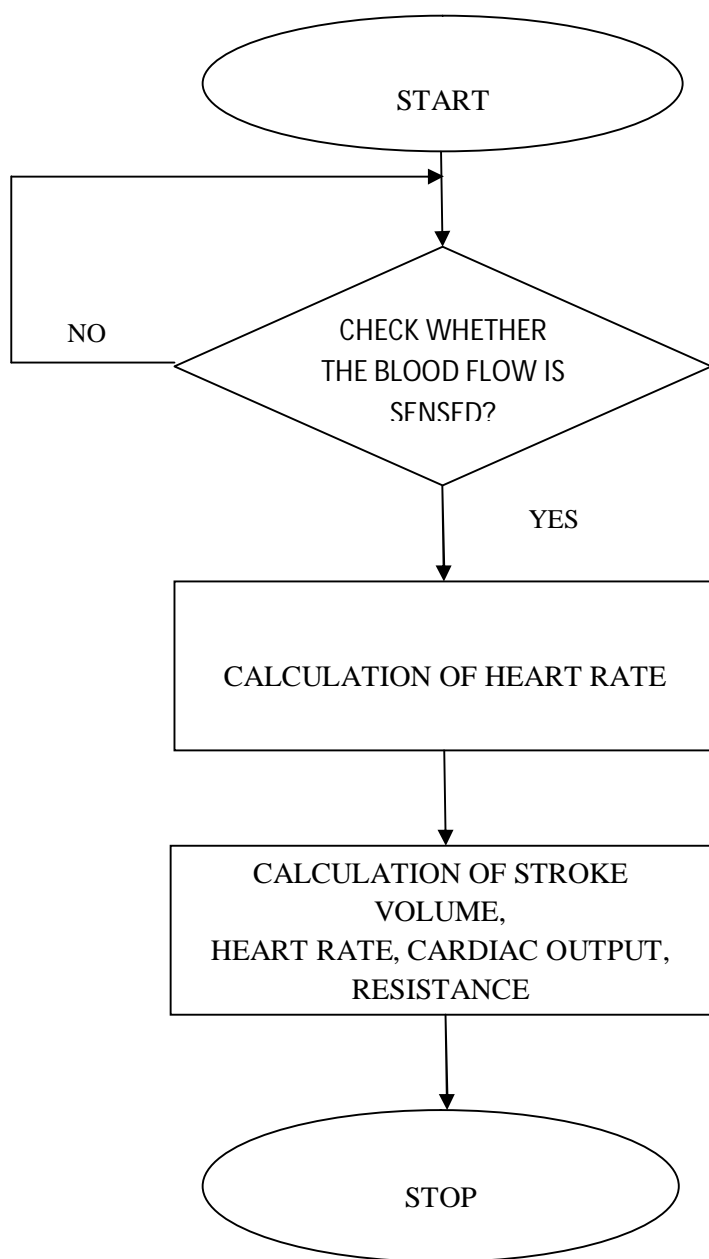 START
NO
CHECK WHETHER
THE BLOOD FLOW IS
SENSED?
YES
CALCULATION OF HEART RATE
CALCULATION OF STROKE
VOLUME,
HEART RATE, CARDIAC OUTPUT,
RESISTANCE
STOP